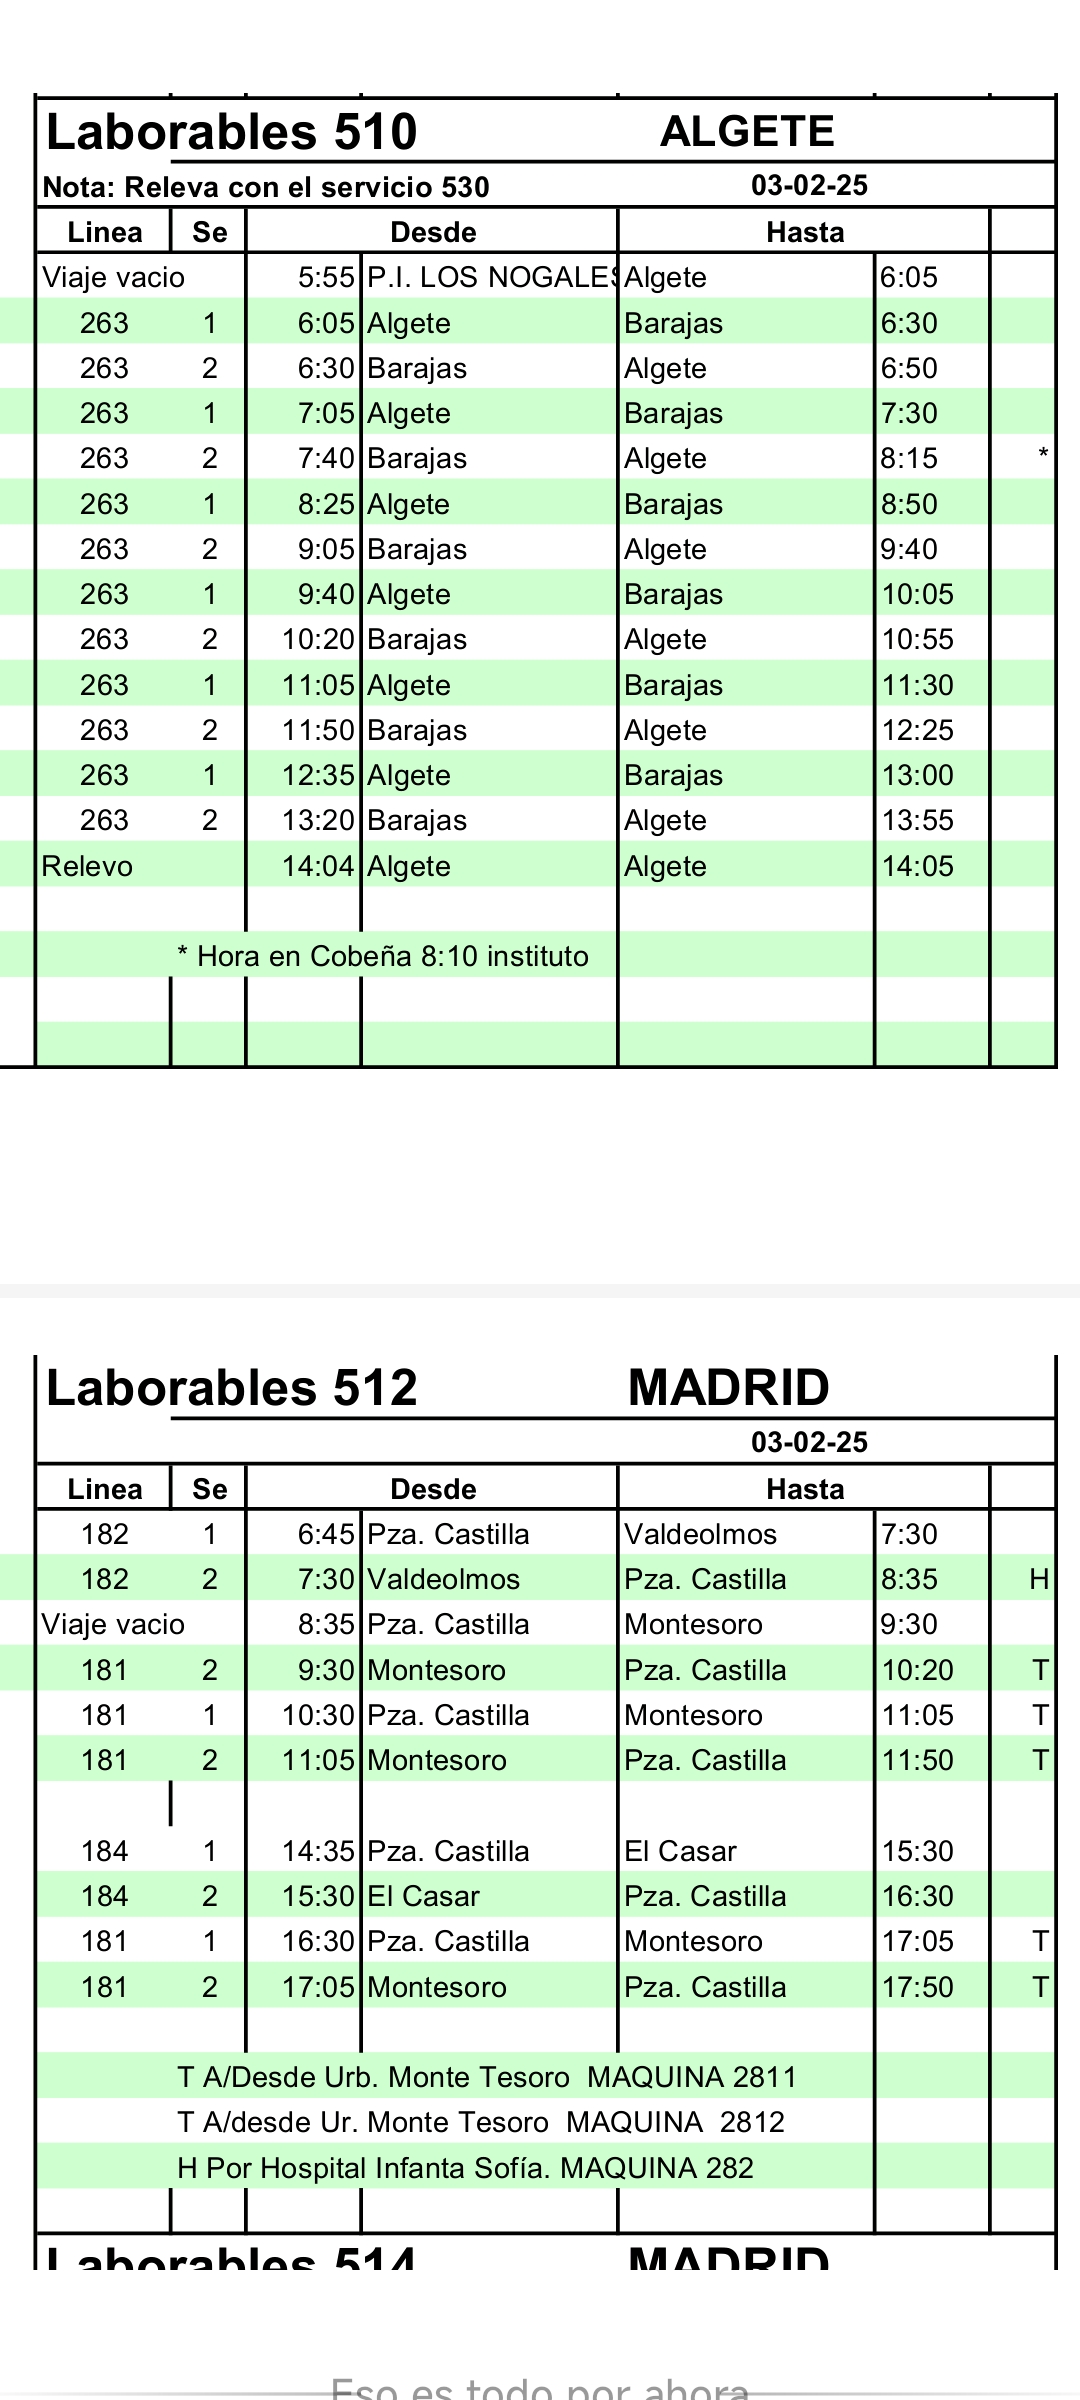 Laborables 510 ALGETE
Nota: Releva con el servicio 530 03-02-25
Linea Se Desde Hasta
Viaje vacio 5:55 P.I. LOS NOGALES Algete 6:05
263 1 6:05 Algete Barajas 6:30
263 2 6:30 Barajas Algete 6:50
263 1 7:05 Algete Barajas 7:30
263 2 7:40 Barajas Algete 8:15 *
263 1 8:25 Algete Barajas 8:50
263 2 9:05 Barajas Algete 9:40
263 1 9:40 Algete Barajas 10:05
263 2 10:20 Barajas Algete 10:55
263 1 11:05 Algete Barajas 11:30
263 2 11:50 Barajas Algete 12:25
263 1 12:35 Algete Barajas 13:00
263 2 13:20 Barajas Algete 13:55
Relevo 14:04 Algete Algete 14:05
* Hora en Cobeña 8:10 instituto
Laborables 512 MADRID
03-02-25
Linea Se Desde Hasta
182 1 6:45 Pza. Castilla Valdeolmos 7:30
182 2 7:30 Valdeolmos Pza. Castilla 8:35 H
Viaje vacio 8:35 Pza. Castilla Montesoro 9:30
181 2 9:30 Montesoro Pza. Castilla 10:20 T
181 1 10:30 Pza. Castilla Montesoro 11:05 T
181 2 11:05 Montesoro Pza. Castilla 11:50 T
184 1 14:35 Pza. Castilla El Casar 15:30
184 2 15:30 El Casar Pza. Castilla 16:30
181 1 16:30 Pza. Castilla Montesoro 17:05 T
181 2 17:05 Montesoro Pza. Castilla 17:50 T
T A/Desde Urb. Monte Tesoro MAQUINA 2811
T A/desde Ur. Monte Tesoro MAQUINA 2812
H Por Hospital Infanta Sofía. MAQUINA 282
Laborables 514 MADRID
Eso es todo por ahora